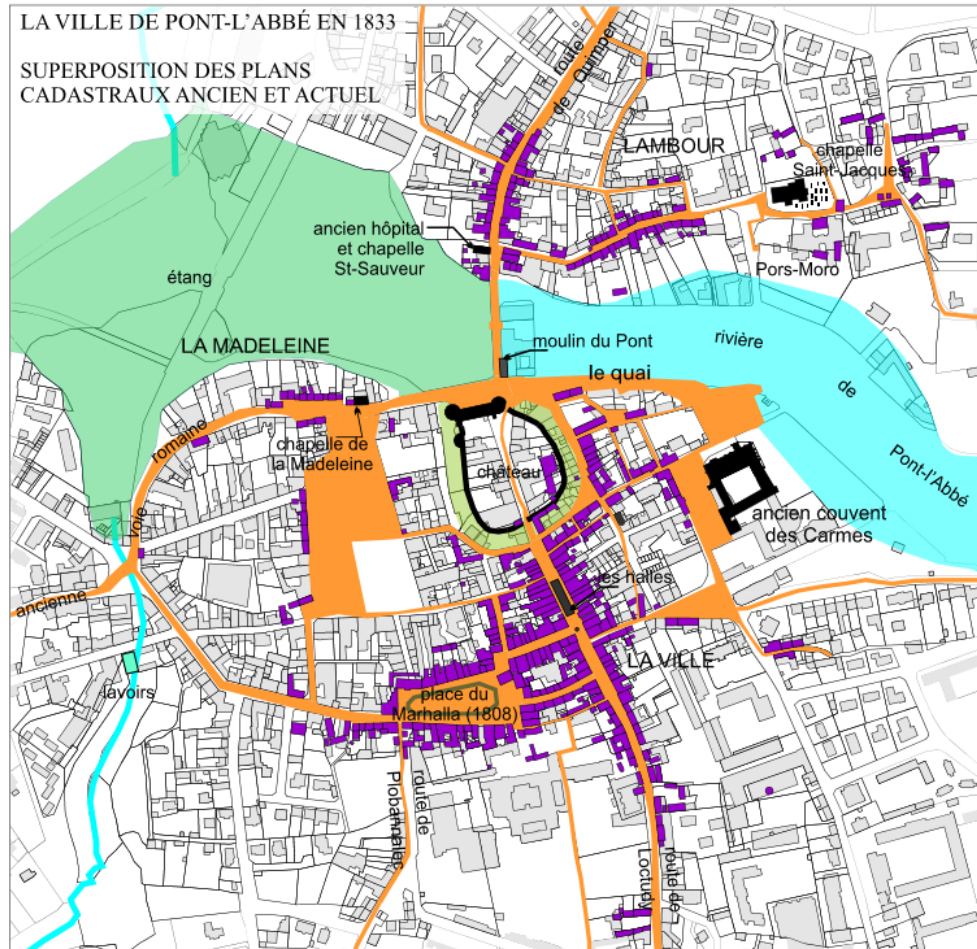 LA VILLE DE PONT-L'ABBÉ EN 1833
SUPERPOSITION DES PLANS
CADASTRAUX ANCIEN ET ACTUEL
route
de Quimper
LAMBOUR
chapelle
Saint-Jacques
ancien hôpital
et chapelle
St-Sauveur
étang
Pors-Moro
LA MADELEINE
moulin du Pont
rivière
de
Pont-l'Abbé
le quai
chapelle de
la Madeleine
château
ancien couvent
des Carmes
ancienne
voie
romaine
les halles
LA VILLE
lavoirs
place du
Marhalla (1808)
route de
Plobannalec
route de
Loctudy